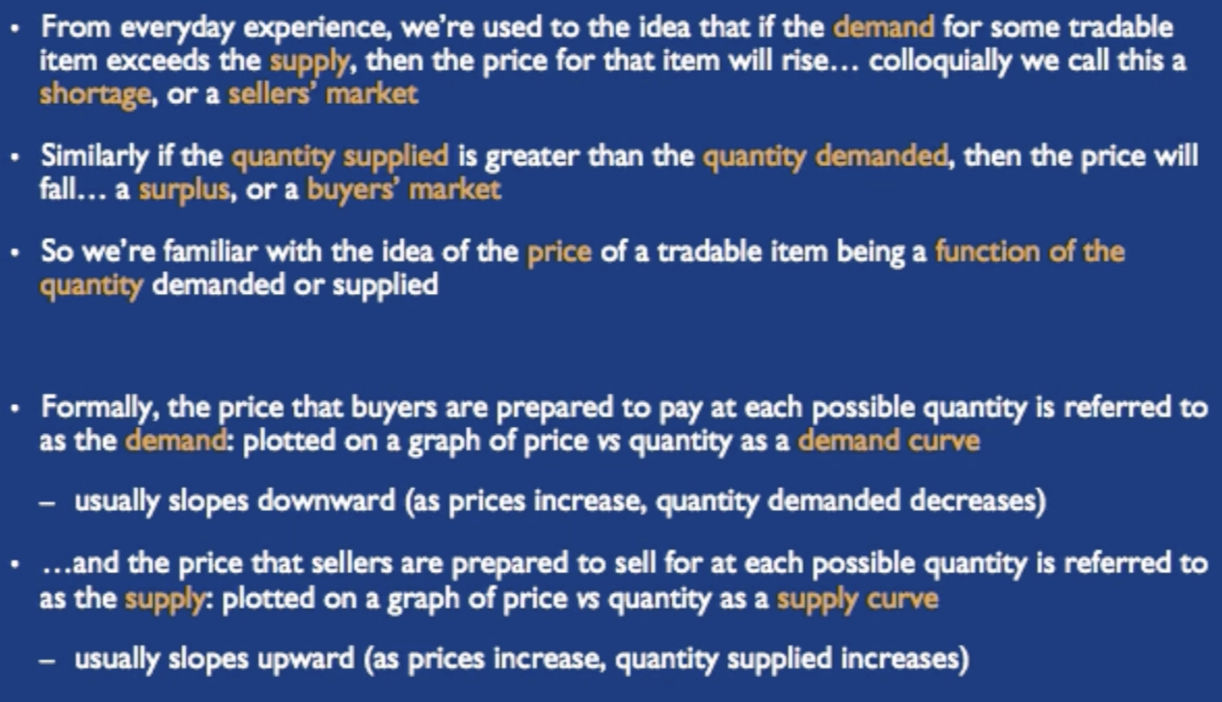 • From everyday experience, we're used to the idea that if the demand for some tradable
item exceeds the supply, then the price for that item will rise... colloquially we call this a
shortage, or a sellers' market
• Similarly if the quantity supplied is greater than the quantity demanded, then the price will
fall... a surplus, or a buyers' market
• So we're familiar with the idea of the price of a tradable item being a function of the
quantity demanded or supplied
• Formally, the price that buyers are prepared to pay at each possible quantity is referred to
as the demand: plotted on a graph of price vs quantity as a demand curve
– usually slopes downward (as prices increase, quantity demanded decreases)
• ...and the price that sellers are prepared to sell for at each possible quantity is referred to
as the supply: plotted on a graph of price vs quantity as a supply curve
– usually slopes upward (as prices increase, quantity supplied increases)